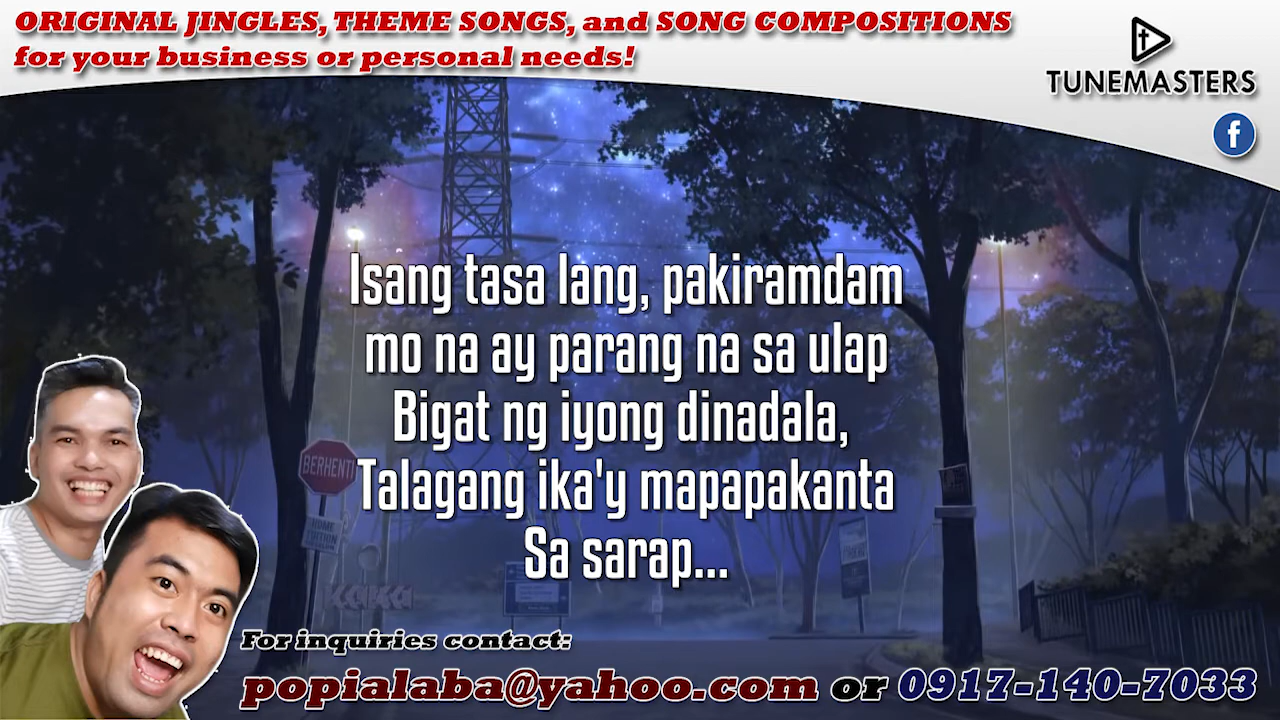 ORIGINAL JINGLES, THEME SONGS, and SONG COMPOSITIONS
for your business or personal needs!
TUNEMASTERS
f
Isang tasa lang, pakiramdam
mo na ay parang na sa ulap
Bigat ng iyong dinadala,
Talagang ika'y mapapakanta
Sa sarap...
BERHENTI
HOME
TUITION
For inquiries contact:
popialaba@yahoo.com or 0917-140-7033